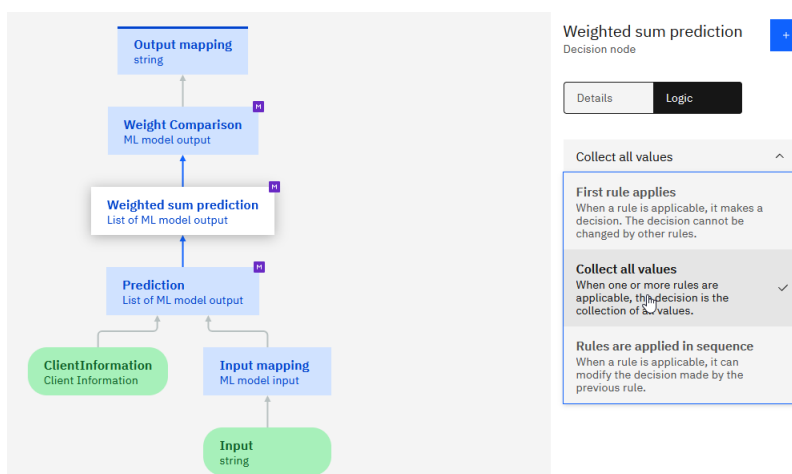 Output mapping
string
Weight Comparison
ML model output
M
Weighted sum prediction
List of ML model output
M
Prediction
List of ML model output
M
ClientInformation
Client Information
Input mapping
ML model input
Input
string
Weighted sum prediction
Decision node
+
Details
Logic
Collect all values
First rule applies
When a rule is applicable, it makes a
decision. The decision cannot be
changed by other rules.
Collect all values
When one or more rules are
applicable, the decision is the
collection of all values.
Rules are applied in sequence
When a rule is applicable, it can
modify the decision made by the
previous rule.